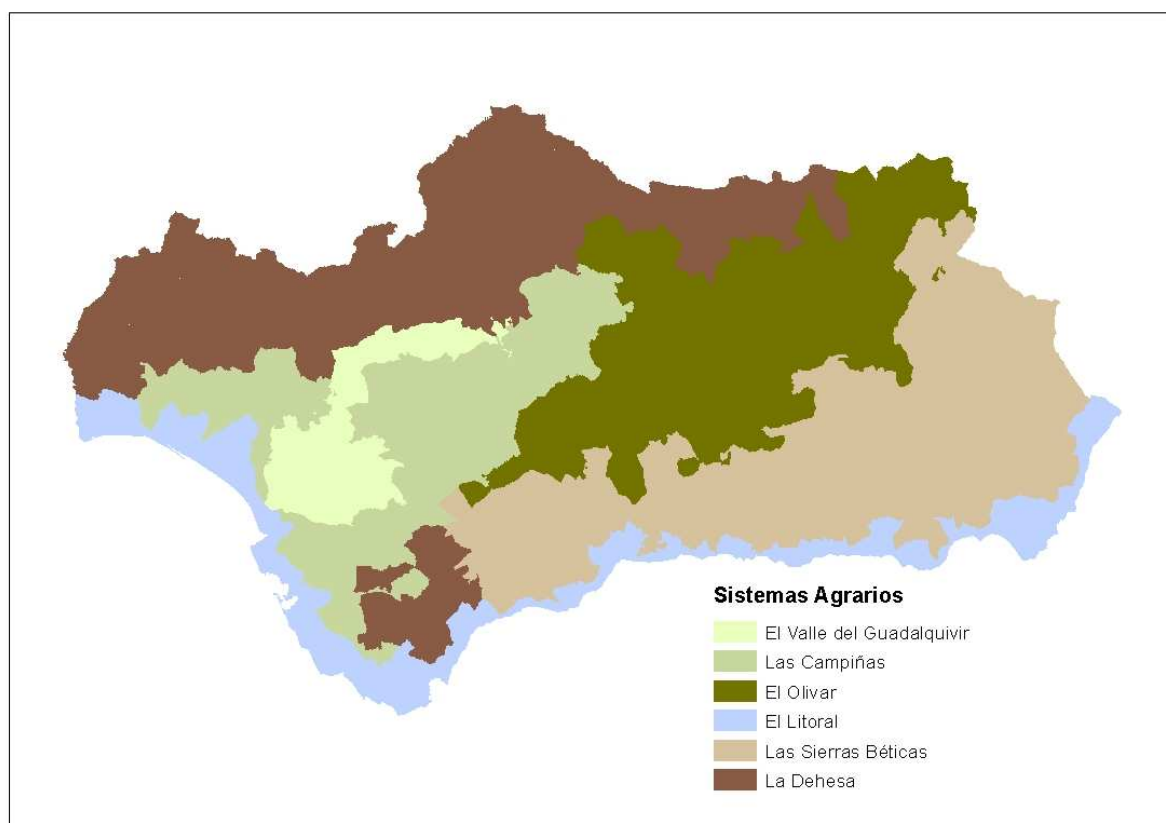 Sistemas Agrarios
El Valle del Guadalquivir
Las Campiñas
El Olivar
El Litoral
Las Sierras Béticas
La Dehesa